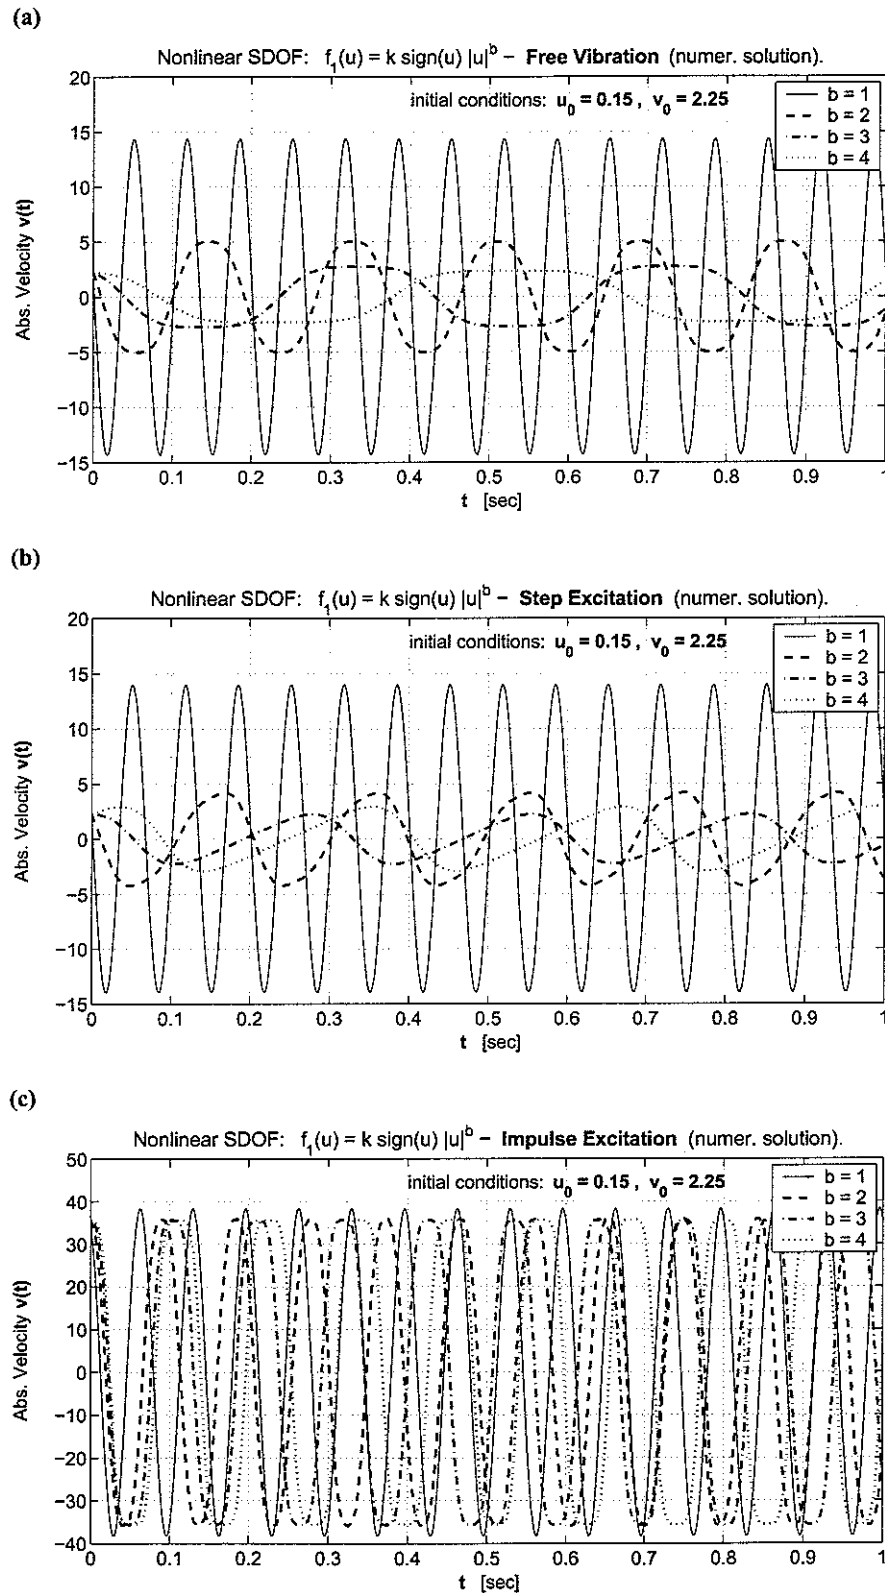 (a)
Nonlinear SDOF: f₁(u) = k sign(u) |u|ᵇ − Free Vibration (numer. solution).
initial conditions: u₀ = 0.15 , v₀ = 2.25
b = 1
b = 2
b = 3
b = 4
Abs. Velocity v(t)
20
15
10
5
0
−5
−10
−15
0 0.1 0.2 0.3 0.4 0.5 0.6 0.7 0.8 0.9 1
t [sec]
(b)
Nonlinear SDOF: f₁(u) = k sign(u) |u|ᵇ − Step Excitation (numer. solution).
initial conditions: u₀ = 0.15 , v₀ = 2.25
b = 1
b = 2
b = 3
b = 4
Abs. Velocity v(t)
20
15
10
5
0
−5
−10
−15
0 0.1 0.2 0.3 0.4 0.5 0.6 0.7 0.8 0.9 1
t [sec]
(c)
Nonlinear SDOF: f₁(u) = k sign(u) |u|ᵇ − Impulse Excitation (numer. solution).
initial conditions: u₀ = 0.15 , v₀ = 2.25
b = 1
b = 2
b = 3
b = 4
Abs. Velocity v(t)
50
40
30
20
10
0
−10
−20
−30
−40
0 0.1 0.2 0.3 0.4 0.5 0.6 0.7 0.8 0.9 1
t [sec]